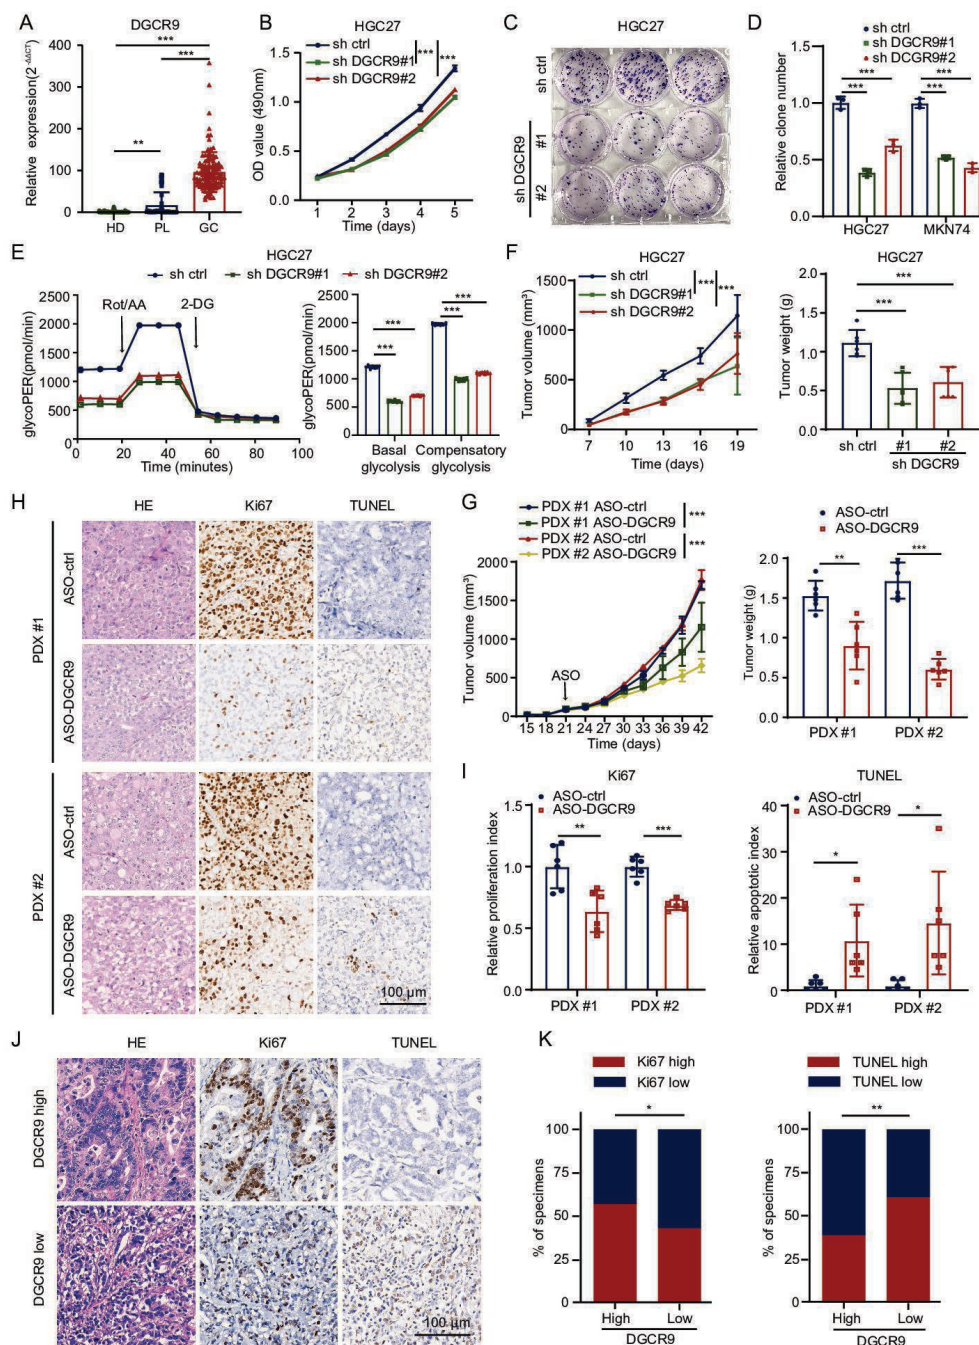 A
DGCR9
***
***
**
Relative expression(2-ΔΔCT)
400
300
200
100
0
HD PL GC
B
HGC27
sh ctrl
sh DGCR9#1
sh DGCR9#2
*** ***
OD value (490nm)
1.5
1.0
0.5
0.0
1 2 3 4 5
Time (days)
C
HGC27
sh ctrl
sh DGCR9
#1
#2
D
sh ctrl
sh DGCR9#1
sh DCGR9#2
*** ***
*** ***
Relative clone number
1.0
0.5
0.0
HGC27 MKN74
E
HGC27
sh ctrl sh DGCR9#1 sh DGCR9#2
Rot/AA 2-DG
glycoPER(pmol/min)
2000
1500
1000
500
0
0 20 40 60 80 100
Time (minutes)
***
***
***
***
glycoPER(pmol/min)
2500
2000
1500
1000
500
0
Basal glycolysis
Compensatory glycolysis
F
HGC27
sh ctrl
sh DGCR9#1
sh DGCR9#2
*** ***
Tumor volume (mm³)
1500
1000
500
0
7 10 13 16 19
Time (days)
HGC27
***
***
Tumor weight (g)
2.0
1.5
1.0
0.5
0.0
sh ctrl #1 #2
sh DGCR9
H
HE Ki67 TUNEL
PDX #1
ASO-ctrl
ASO-DGCR9
PDX #2
ASO-ctrl
ASO-DGCR9
100 μm
G
PDX #1 ASO-ctrl
PDX #1 ASO-DGCR9
PDX #2 ASO-ctrl
PDX #2 ASO-DGCR9
***
***
Tumor volume (mm³)
2000
1500
1000
500
0
ASO
15 18 21 24 27 30 33 36 39 42
Time (days)
ASO-ctrl
ASO-DGCR9
** ***
Tumor weight (g)
2.0
1.5
1.0
0.5
0.0
PDX #1 PDX #2
I
Ki67
ASO-ctrl
ASO-DGCR9
** ***
Relative proliferation index
1.5
1.0
0.5
0.0
PDX #1 PDX #2
TUNEL
ASO-ctrl
ASO-DGCR9
* *
Relative apoptotic index
40
30
20
10
0
PDX #1 PDX #2
J
HE Ki67 TUNEL
DGCR9 high
DGCR9 low
100 μm
K
Ki67 high
Ki67 low
*
% of specimens
100
75
50
25
0
High Low
DGCR9
TUNEL high
TUNEL low
**
% of specimens
100
75
50
25
0
High Low
DGCR9